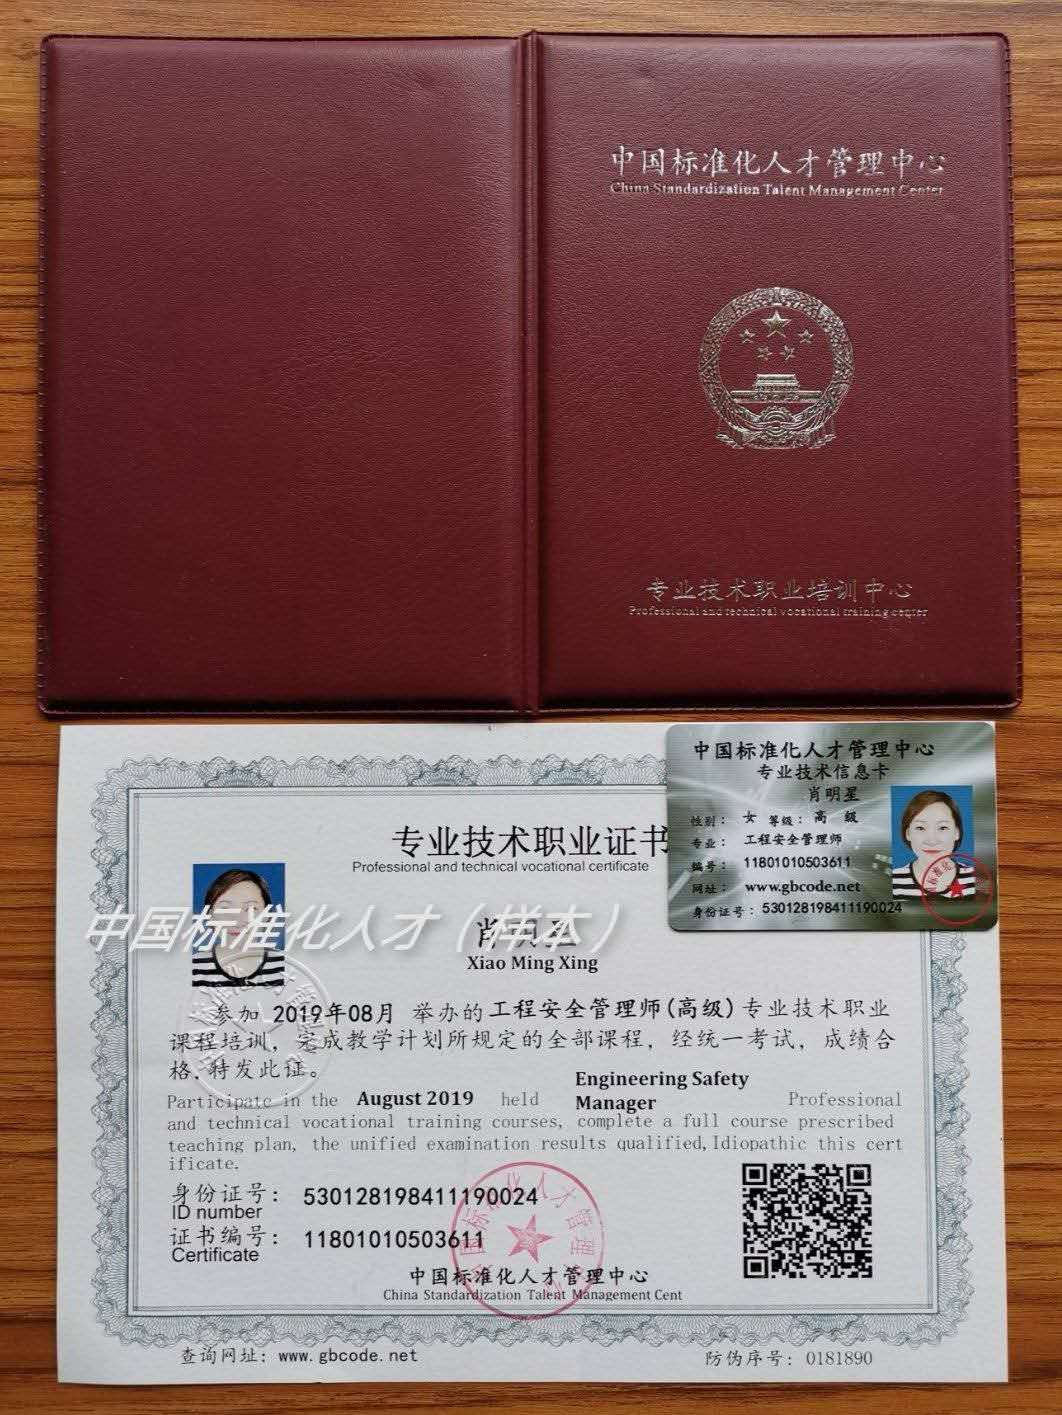 中国标准化人才管理中心
China Standardization Talent Management Center
专业技术职业培训中心
Professional and technical vocational training center
中国标准化人才管理中心
专业技术信息卡
肖明星
性别： 女 等级： 高 级
专业： 工程安全管理师
编号： 11801010503611
网址： www.gbcode.net
身份证号： 530128198411190024
专业技术职业证书
Professional and technical vocational certificate
中国标准化人才（样本）
肖明星
Xiao Ming Xing
参加 2019年08月 举办的工程安全管理师(高级)专业技术职业
课程培训，完成教学计划所规定的全部课程，经统一考试，成绩合
格,特发此证。
Participate in the August 2019 held Engineering Safety Manager Professional
and technical vocational training courses, complete a full course prescribed
teaching plan, the unified examination results qualified,Idiopathic this cert
ificate.
身份证号： 530128198411190024
ID number
证书编号： 11801010503611
Certificate
中国标准化人才管理中心
China Standardization Talent Management Cent
查询网址：www.gbcode.net
防伪序号：0181890